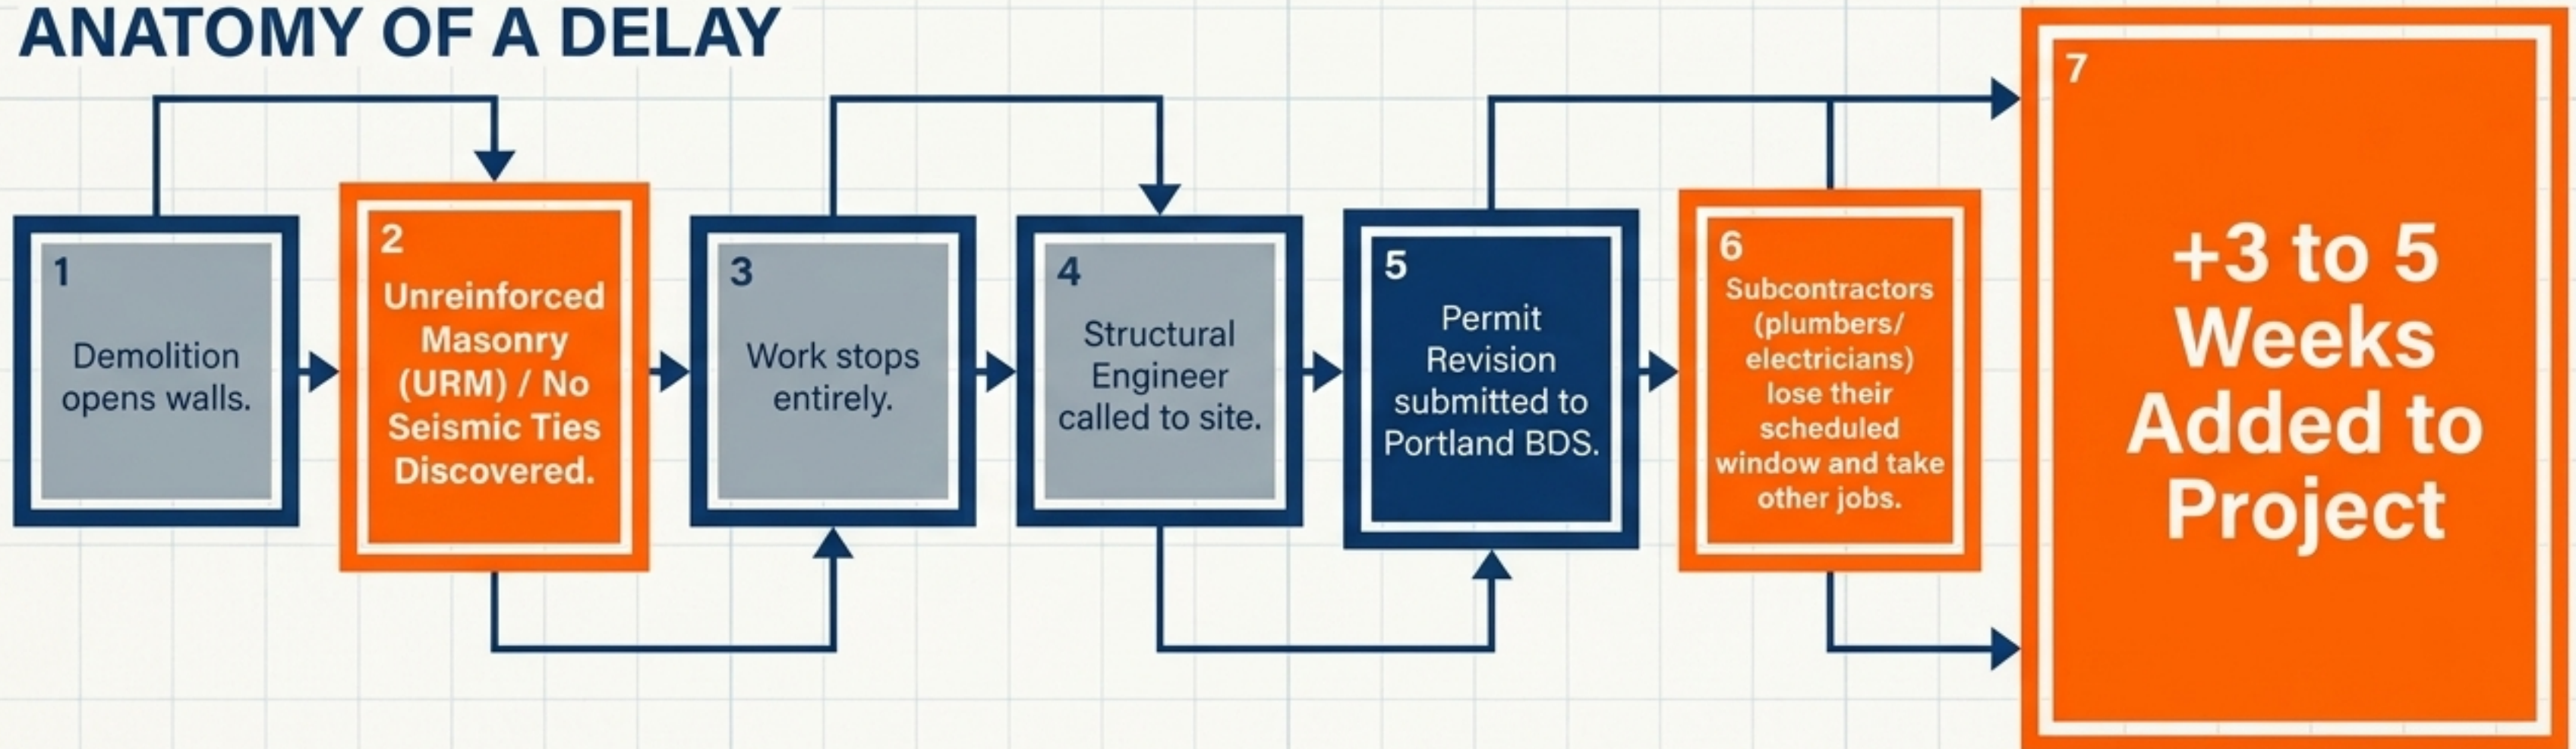 ANATOMY OF A DELAY
1
Demolition
opens walls.
2
Unreinforced
Masonry
(URM) / No
Seismic Ties
Discovered.
3
Work stops
entirely.
4
Structural
Engineer
called to site.
5
Permit
Revision
submitted to
Portland BDS.
6
Subcontractors
(plumbers/
electricians)
lose their
scheduled
window and take
other jobs.
7
+3 to 5
Weeks
Added to
Project